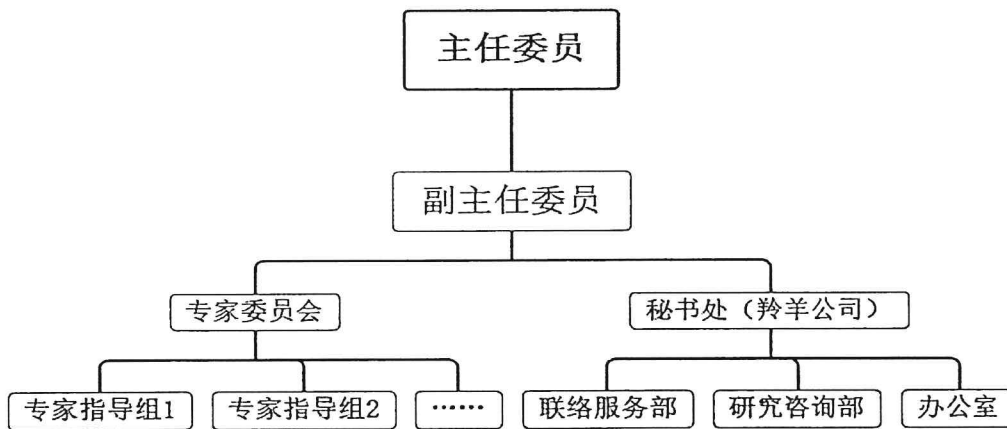 主任委员
副主任委员
专家委员会
秘书处（羚羊公司）
专家指导组1
专家指导组2
……
联络服务部
研究咨询部
办公室